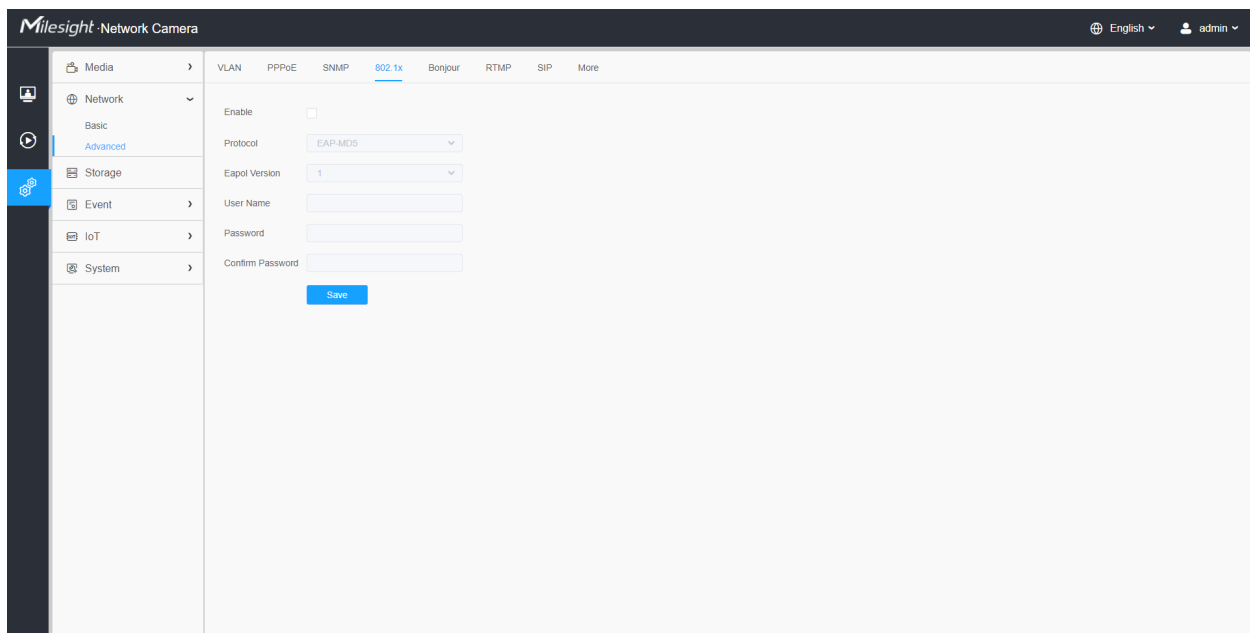 Milesight ·Network Camera
English
admin
Media
Network
Basic
Advanced
Storage
Event
IoT
System
VLAN PPPoE SNMP 802.1x Bonjour RTMP SIP More
Enable
Protocol EAP-MD5
Eapol Version 1
User Name
Password
Confirm Password
Save